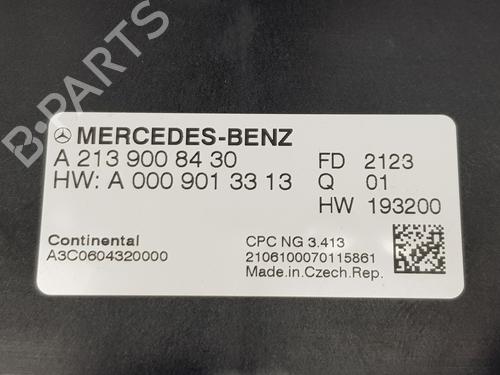 B-PARTS
MERCEDES-BENZ
A 213 900 84 30 FD 2123
HW: A 000 901 33 13 Q 01
HW 193200
Continental CPC NG 3.413
A3C0604320000 2106100070115861
Made in Czech Rep.